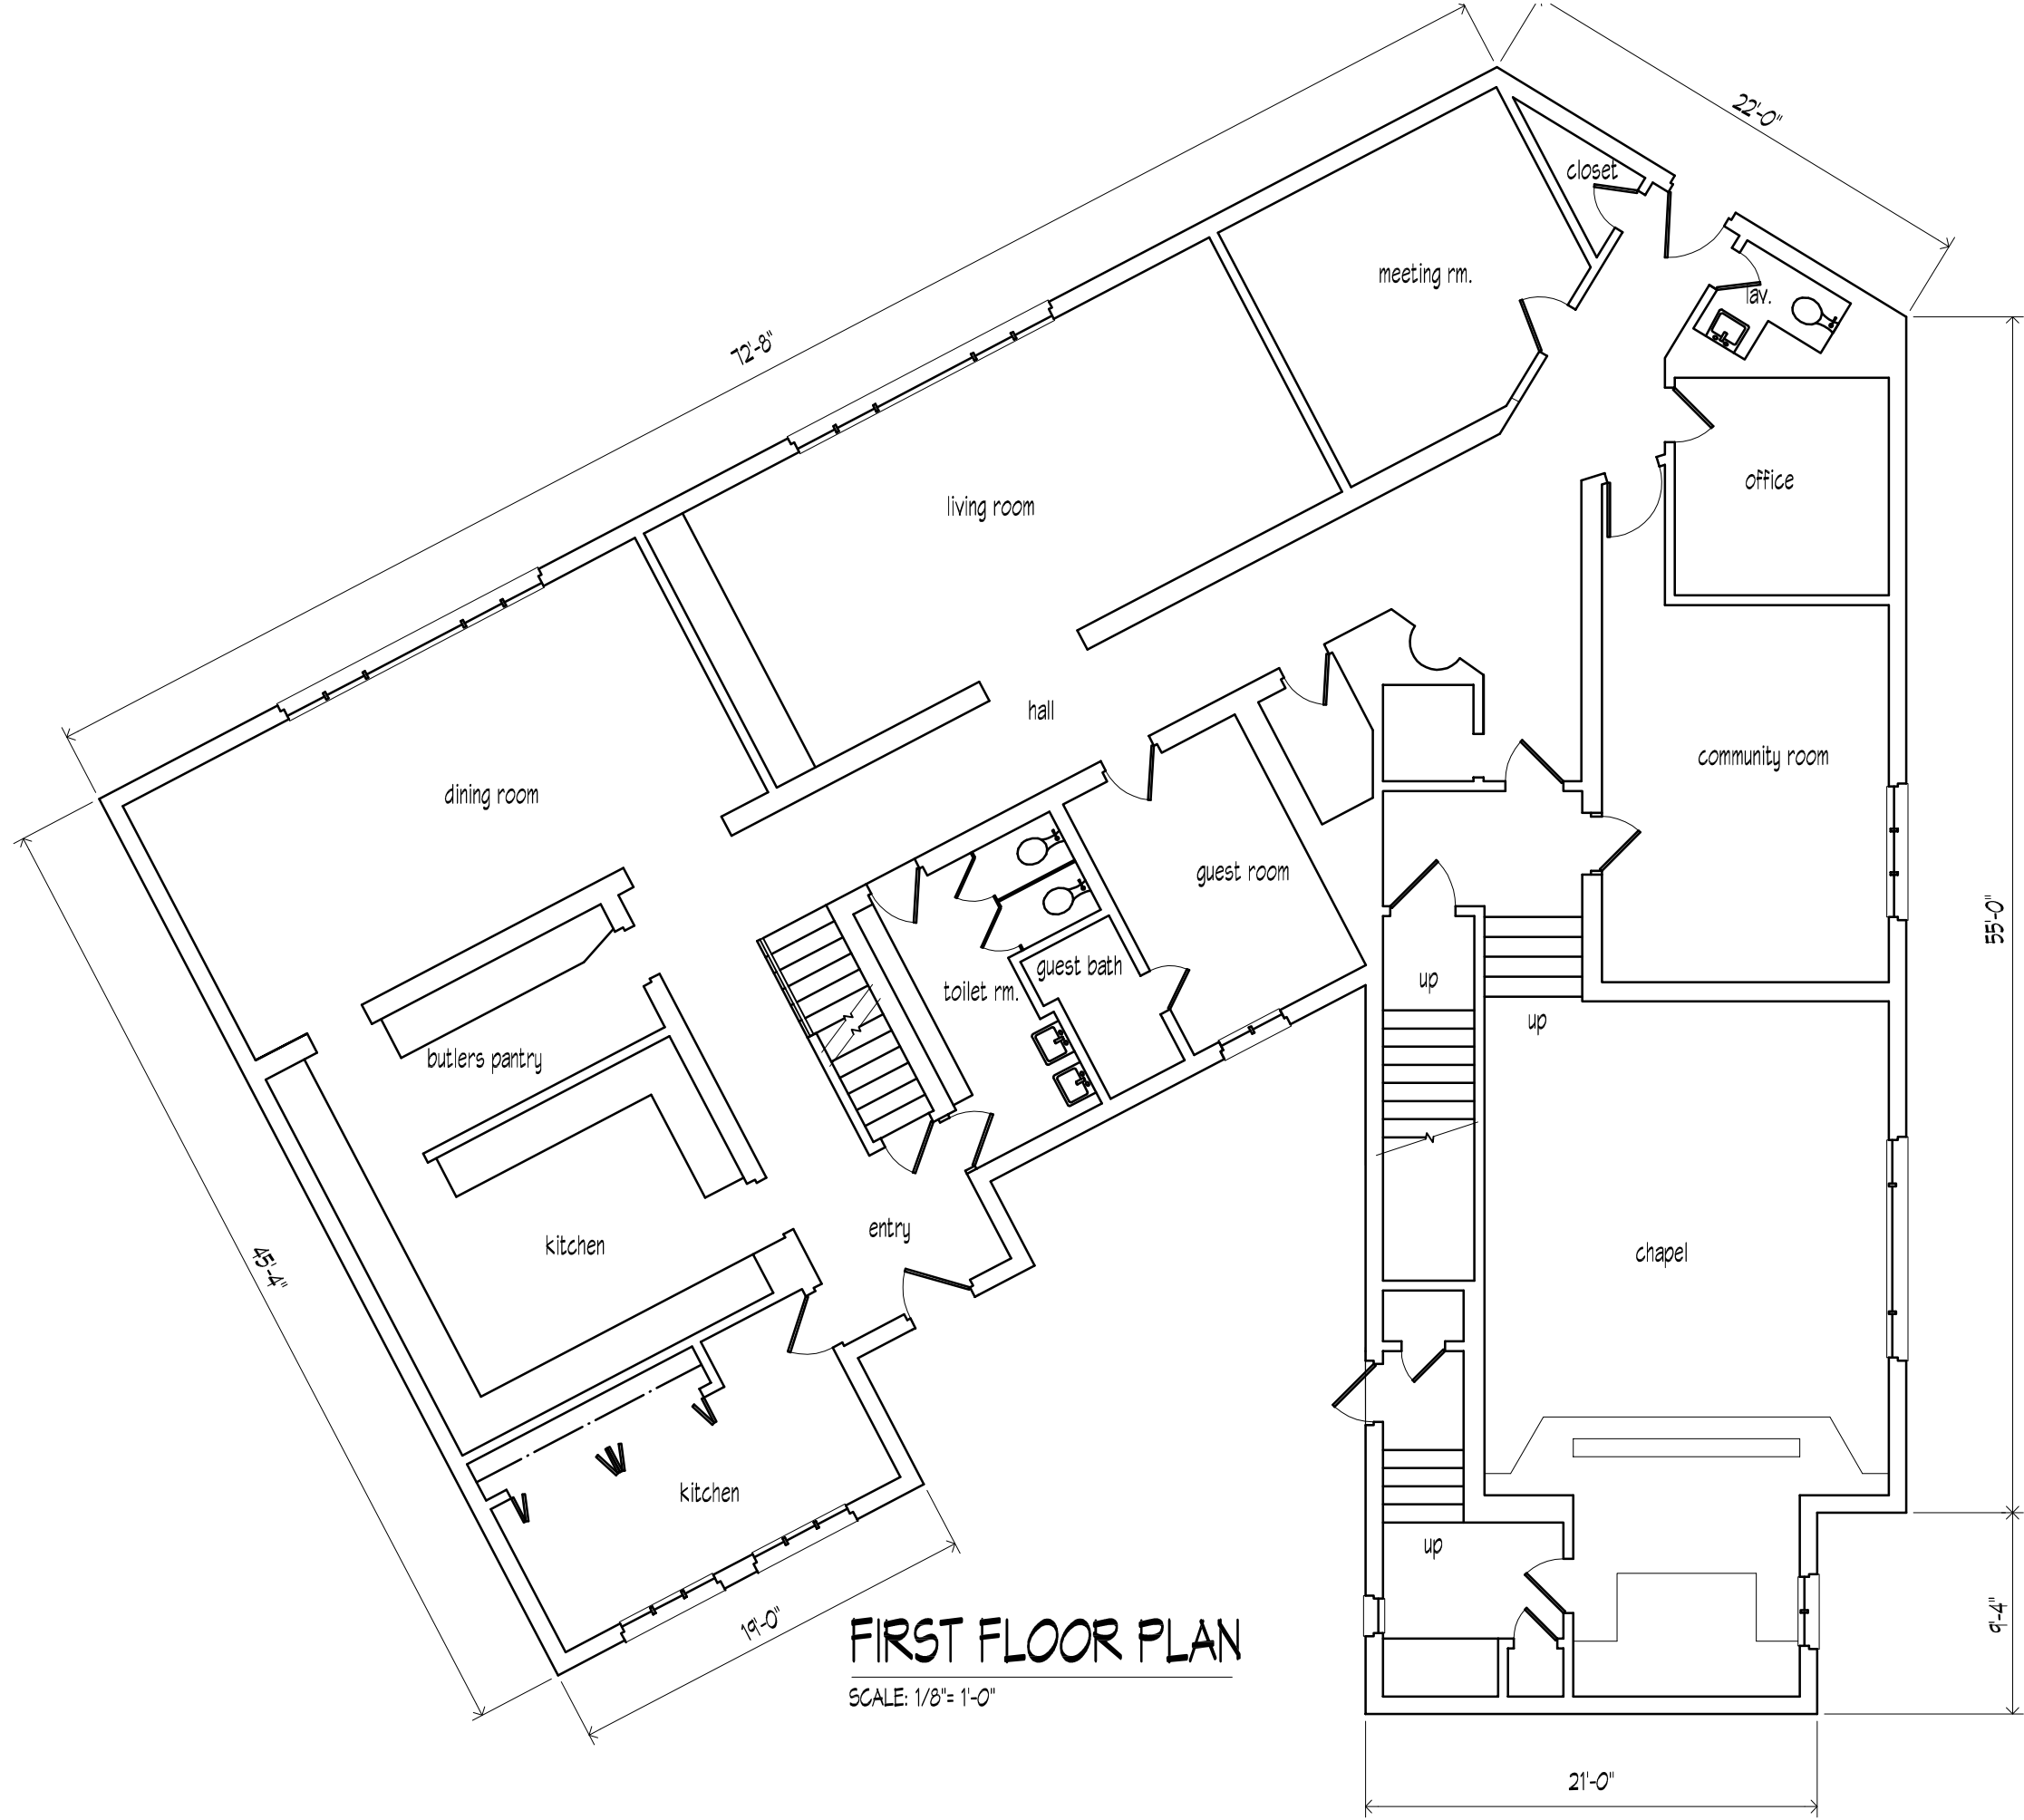 22'-0"
closet
meeting rm.
lav.
72'-8"
office
living room
hall
community room
dining room
guest room
55'-0"
guest bath
up
toilet rm.
up
butlers pantry
entry
kitchen
chapel
45'-4"
kitchen
up
9'-4"
19'-0"
FIRST FLOOR PLAN
SCALE: 1/8"= 1'-0"
21'-0"